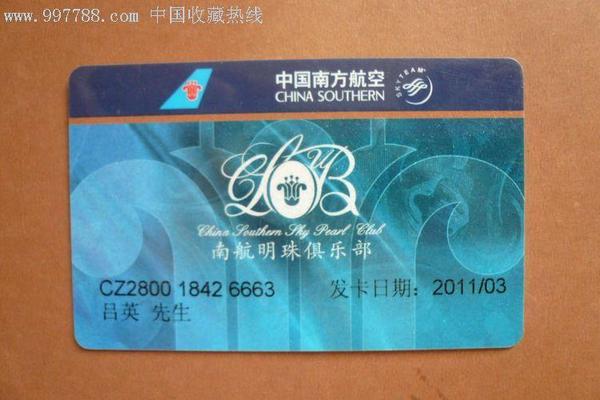 www.997788.com 中国收藏热线
中国南方航空
CHINA SOUTHERN
SKYTEAM
CLUB
China Southern Sky Pearl Club
南航明珠俱乐部
CZ2800 1842 6663 发卡日期：2011/03
吕英 先生